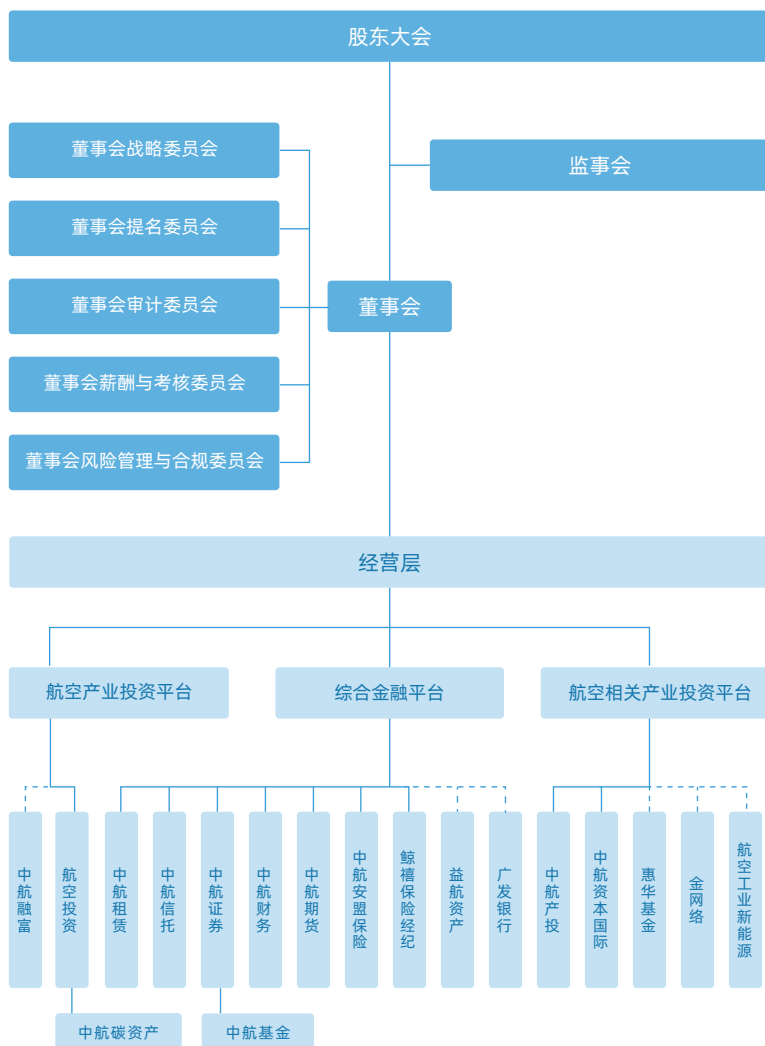 股东大会
董事会战略委员会
监事会
董事会提名委员会
董事会审计委员会
董事会
董事会薪酬与考核委员会
董事会风险管理与合规委员会
经营层
航空产业投资平台
综合金融平台
航空相关产业投资平台
中航融富
航空投资
中航租赁
中航信托
中航证券
中航财务
中航期货
中航安盟保险
鲸禧保险经纪
益航资产
广发银行
中航产投
中航资本国际
惠华基金
金网络
航空工业新能源
中航碳资产
中航基金